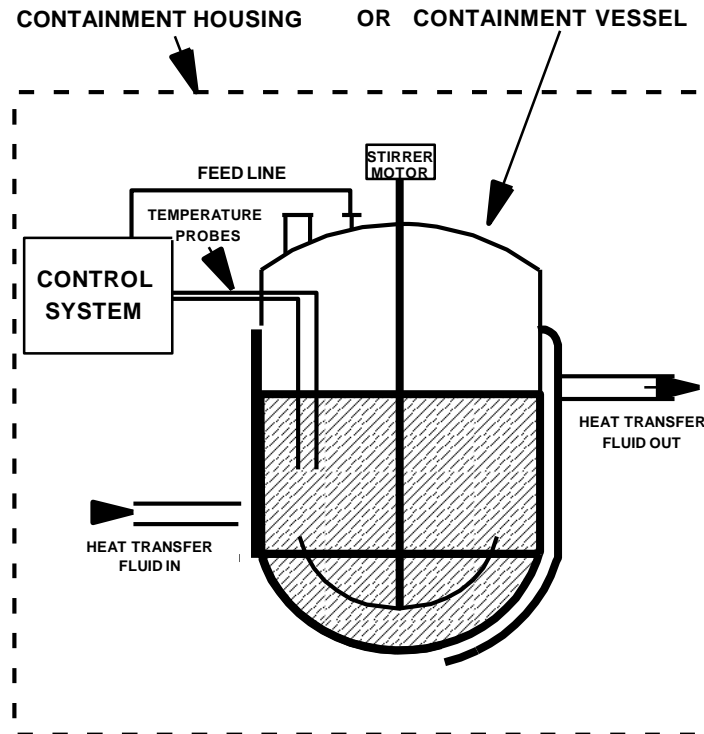 CONTAINMENT HOUSING OR CONTAINMENT VESSEL
STIRRER
MOTOR
FEED LINE
TEMPERATURE
PROBES
CONTROL
SYSTEM
HEAT TRANSFER
FLUID OUT
HEAT TRANSFER
FLUID IN